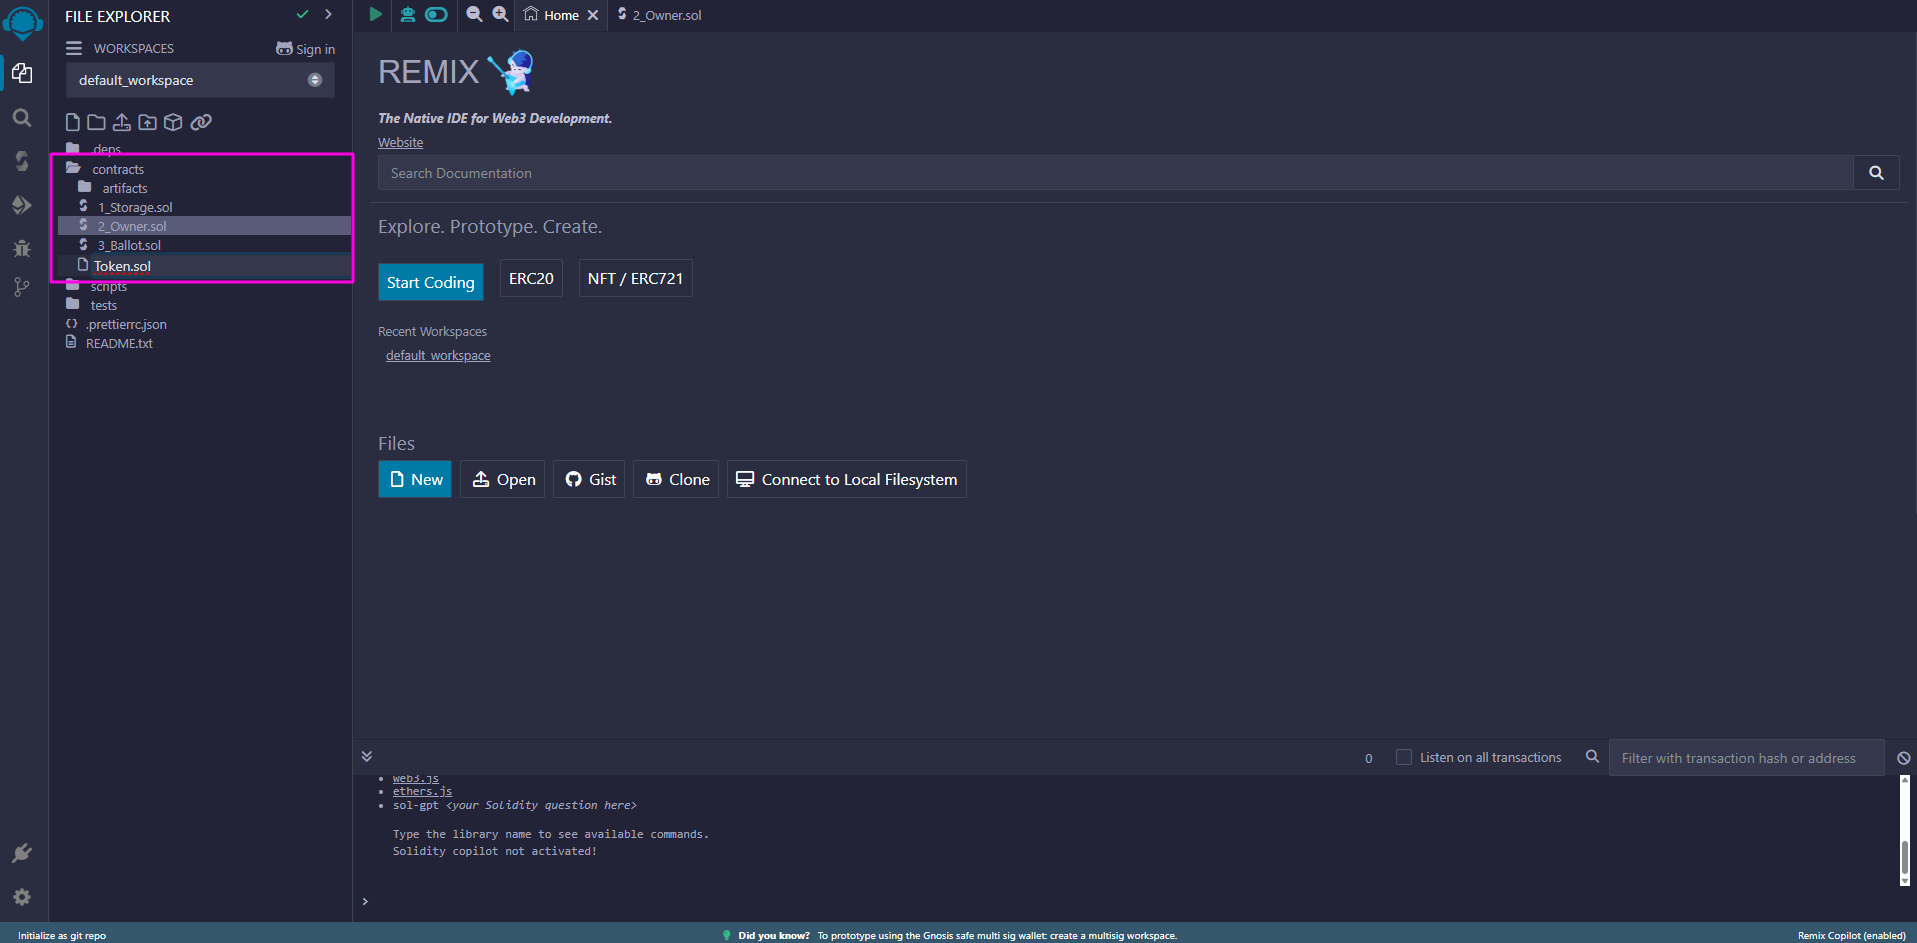 FILE EXPLORER
WORKSPACES
Sign in
default_workspace
.deps
contracts
artifacts
1_Storage.sol
2_Owner.sol
3_Ballot.sol
Token.sol
scripts
tests
.prettierrc.json
README.txt
Home
2_Owner.sol
REMIX
The Native IDE for Web3 Development.
Website
Search Documentation
Explore. Prototype. Create.
Start Coding
ERC20
NFT / ERC721
Recent Workspaces
default_workspace
Files
New
Open
Gist
Clone
Connect to Local Filesystem
0
Listen on all transactions
Filter with transaction hash or address
• web3.js
• ethers.js
• sol-gpt <your Solidity question here>
Type the library name to see available commands.
Solidity copilot not activated!
>
Initialize as git repo
Did you know? To prototype using the Gnosis safe multi sig wallet: create a multisig workspace.
Remix Copilot (enabled)